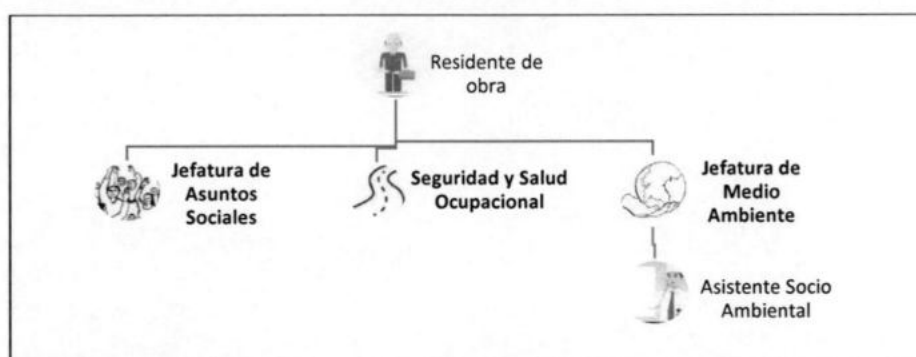 Residente de
obra
Jefatura de
Asuntos
Sociales
Seguridad y Salud
Ocupacional
Jefatura de
Medio
Ambiente
Asistente Socio
Ambiental